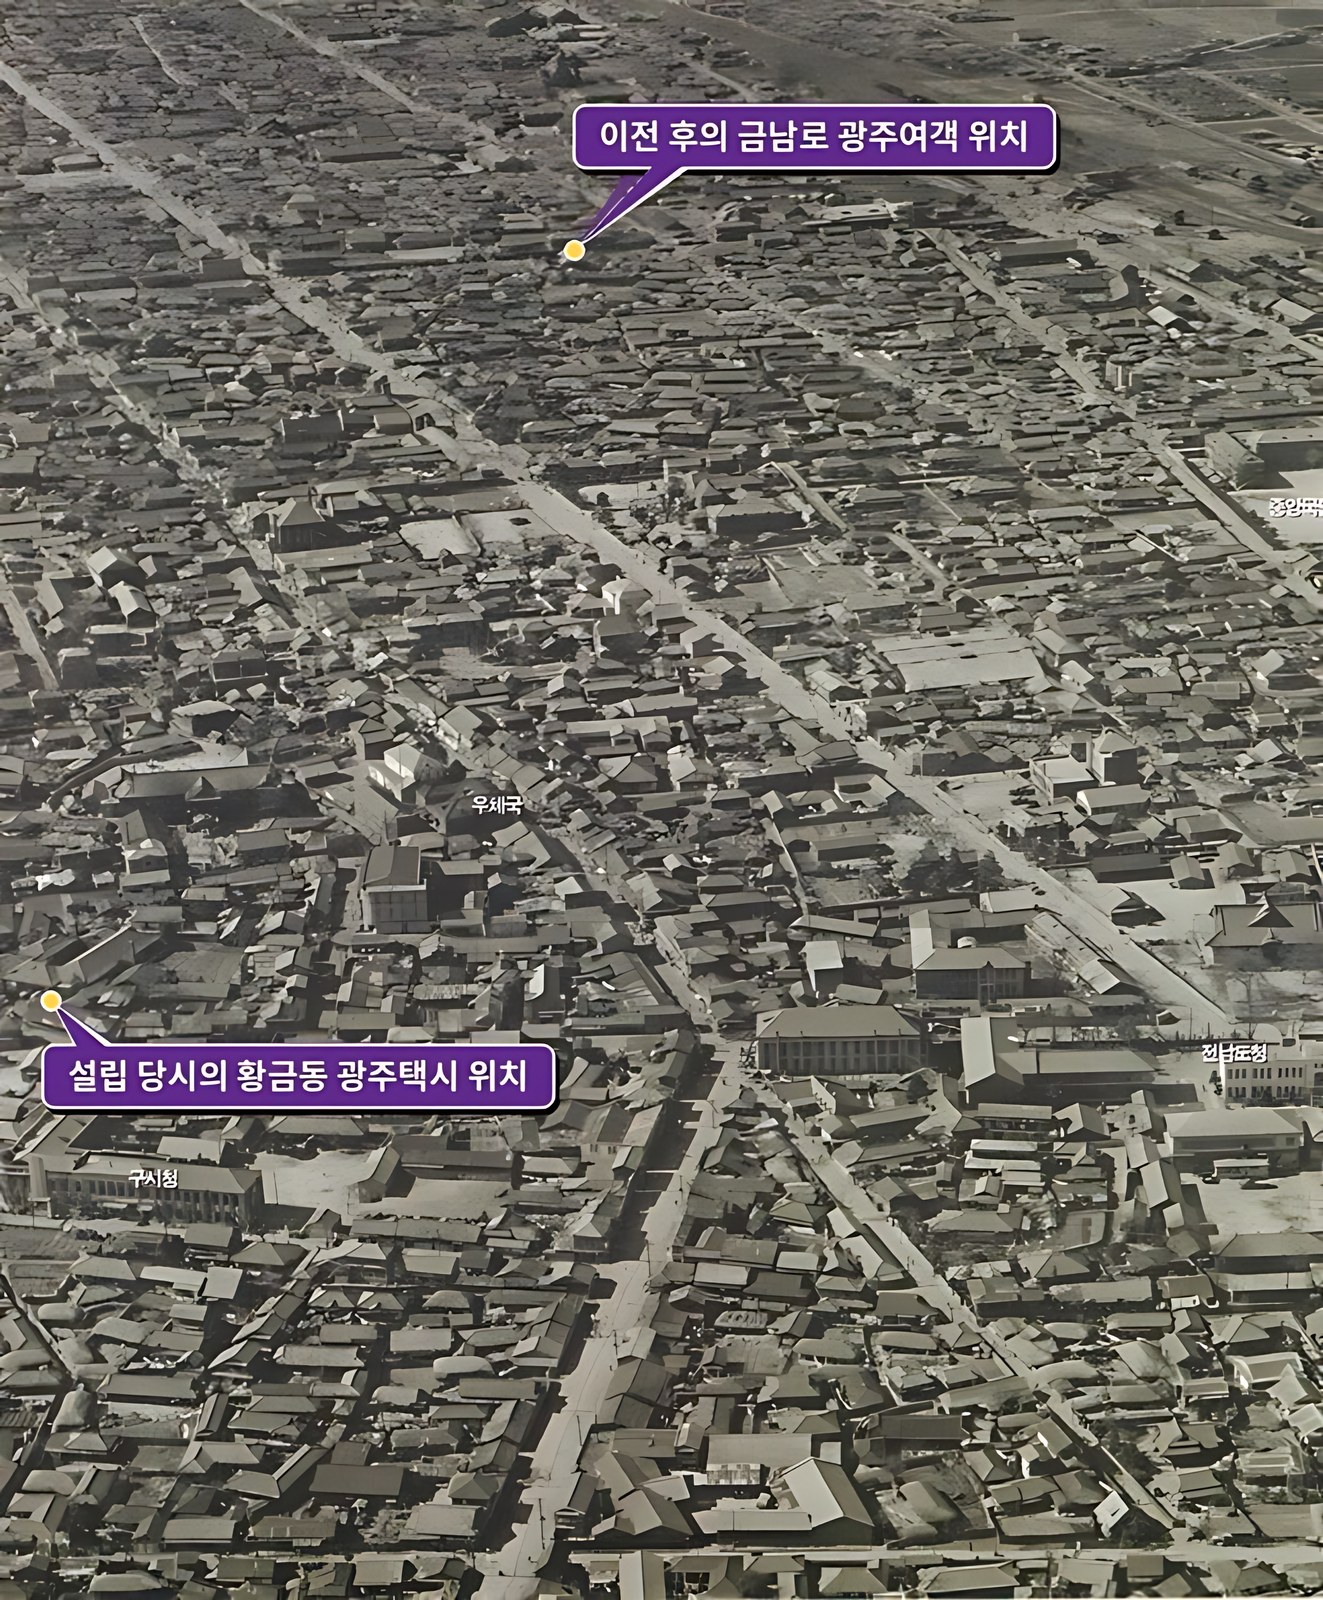 이전 후의 금남로 광주여객 위치
우체국
설립 당시의 황금동 광주택시 위치
전남도청
구시청